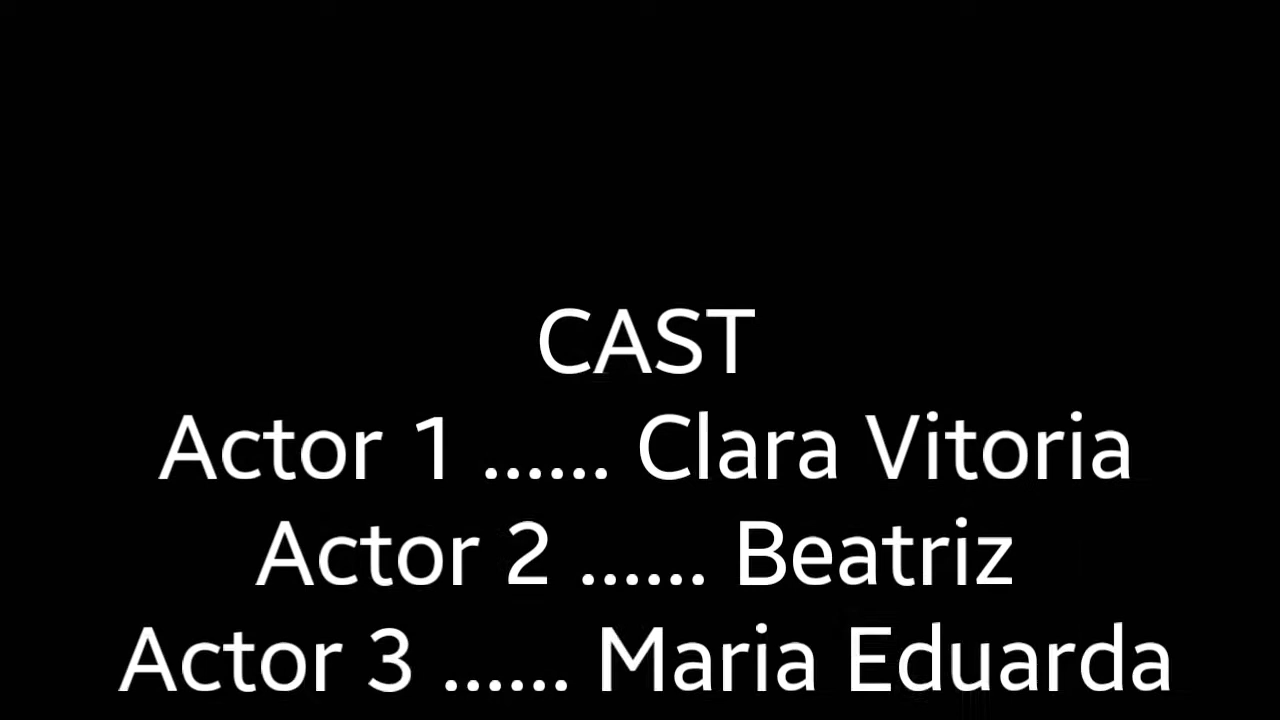 CAST
Actor 1 ...... Clara Vitoria
Actor 2 ...... Beatriz
Actor 3 ...... Maria Eduarda